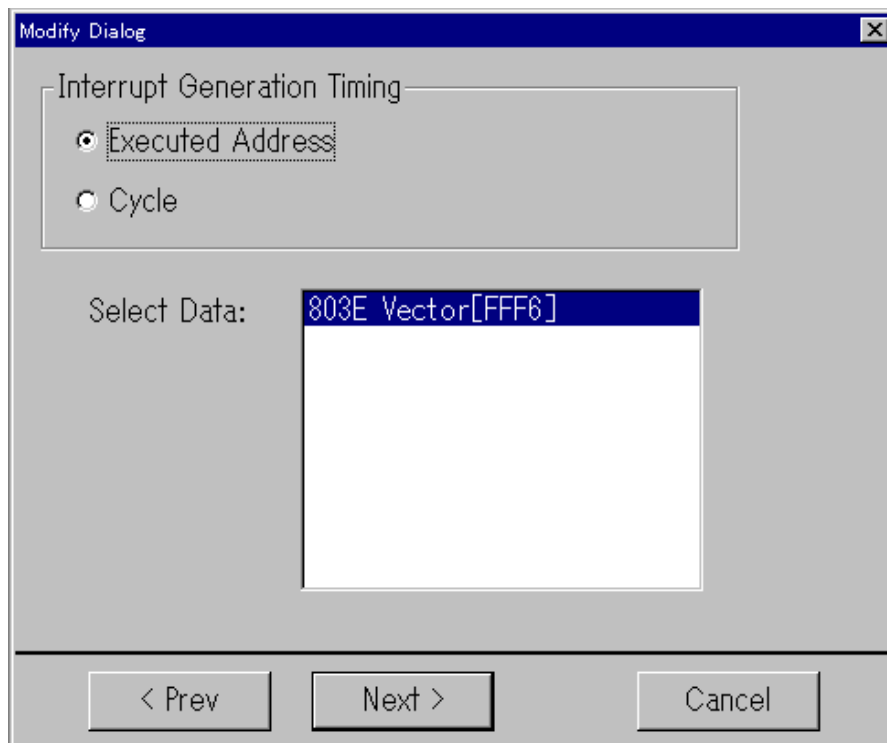 Modify Dialog
Interrupt Generation Timing
Executed Address
Cycle
Select Data:
803E Vector[FFF6]
< Prev
Next >
Cancel